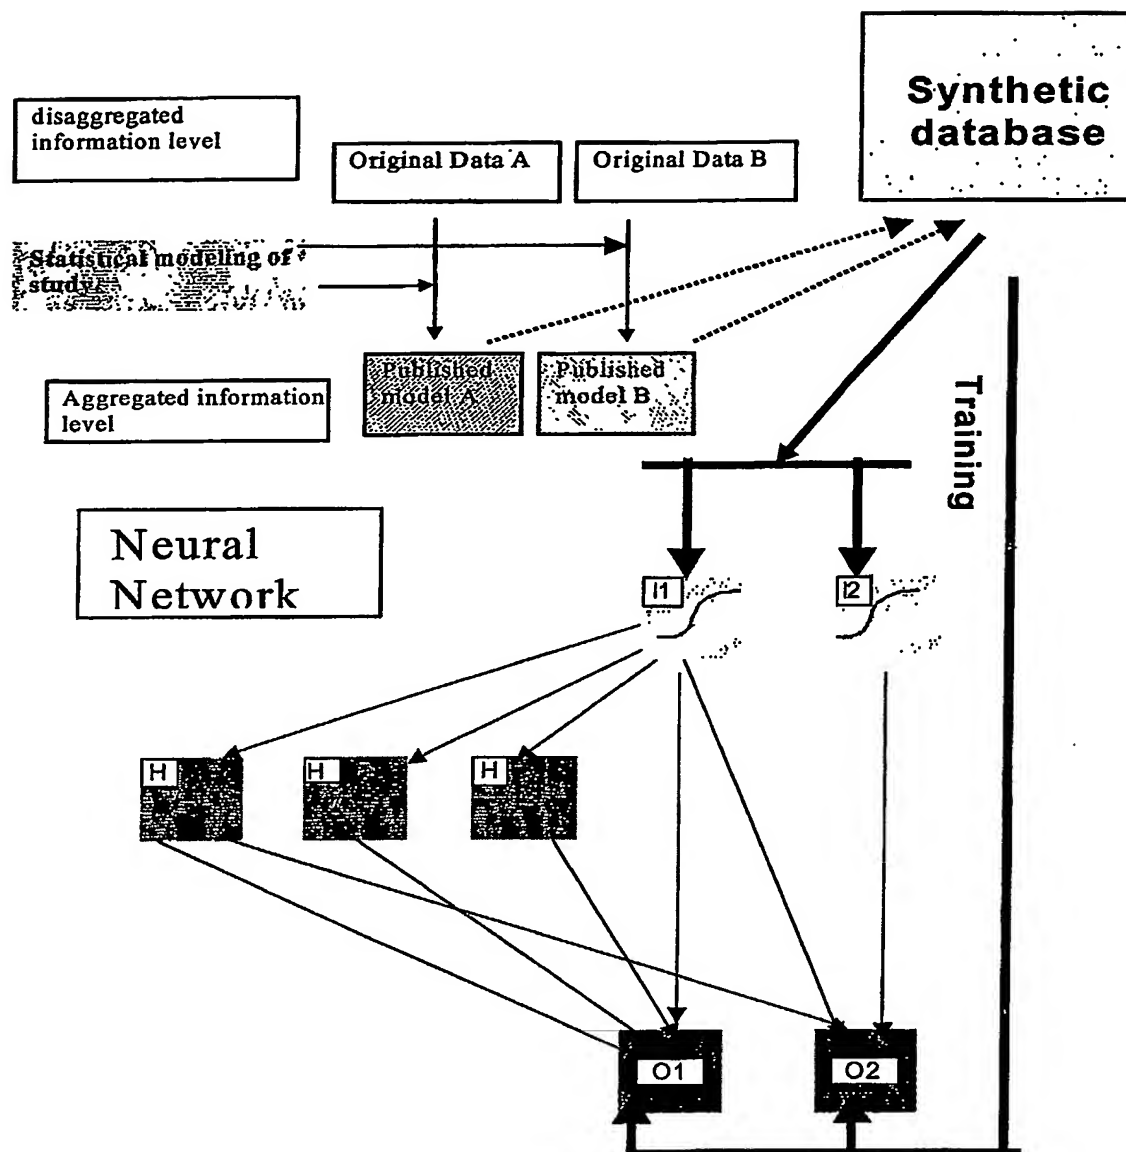 Synthetic
database
disaggregated
information level
Original Data A
Original Data B
Statistical modeling of
study
Published
model A
Published
model B
Aggregated information
level
Training
Neural
Network
I1
I2
H
H
H
O1
O2